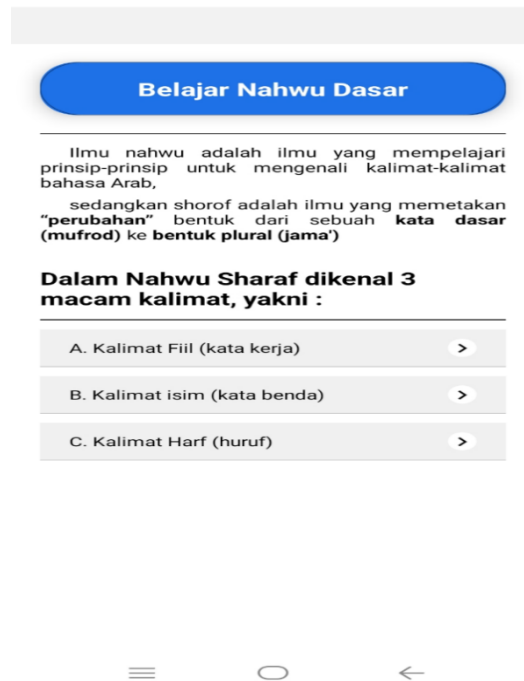 Belajar Nahwu Dasar
Ilmu nahwu adalah ilmu yang mempelajari
prinsip-prinsip untuk mengenali kalimat-kalimat
bahasa Arab,
sedangkan shorof adalah ilmu yang memetakan
“perubahan” bentuk dari sebuah kata dasar
(mufrod) ke bentuk plural (jama')
Dalam Nahwu Sharaf dikenal 3
macam kalimat, yakni :
A. Kalimat Fiil (kata kerja)
B. Kalimat isim (kata benda)
C. Kalimat Harf (huruf)